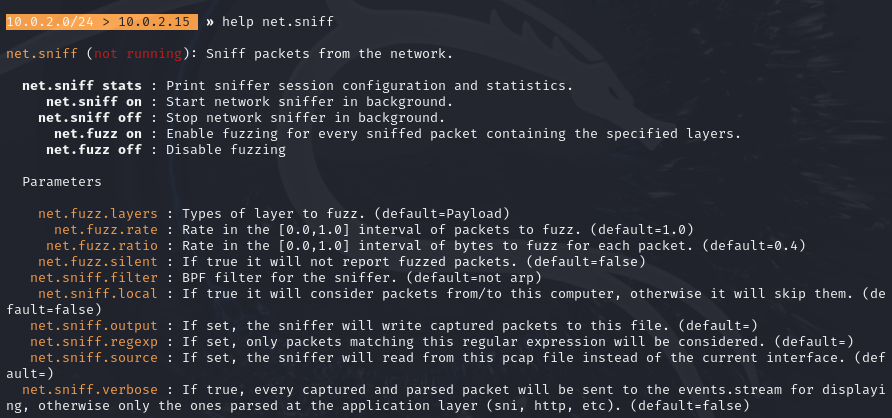 10.0.2.0/24 > 10.0.2.15 » help net.sniff
net.sniff (not running): Sniff packets from the network.
net.sniff stats : Print sniffer session configuration and statistics.
net.sniff on : Start network sniffer in background.
net.sniff off : Stop network sniffer in background.
net.fuzz on : Enable fuzzing for every sniffed packet containing the specified layers.
net.fuzz off : Disable fuzzing
Parameters
net.fuzz.layers : Types of layer to fuzz. (default=Payload)
net.fuzz.rate : Rate in the [0.0,1.0] interval of packets to fuzz. (default=1.0)
net.fuzz.ratio : Rate in the [0.0,1.0] interval of bytes to fuzz for each packet. (default=0.4)
net.fuzz.silent : If true it will not report fuzzed packets. (default=false)
net.sniff.filter : BPF filter for the sniffer. (default=not arp)
net.sniff.local : If true it will consider packets from/to this computer, otherwise it will skip them. (de
fault=false)
net.sniff.output : If set, the sniffer will write captured packets to this file. (default=)
net.sniff.regexp : If set, only packets matching this regular expression will be considered. (default=)
net.sniff.source : If set, the sniffer will read from this pcap file instead of the current interface. (def
ault=)
net.sniff.verbose : If true, every captured and parsed packet will be sent to the events.stream for displayi
ng, otherwise only the ones parsed at the application layer (sni, http, etc). (default=false)